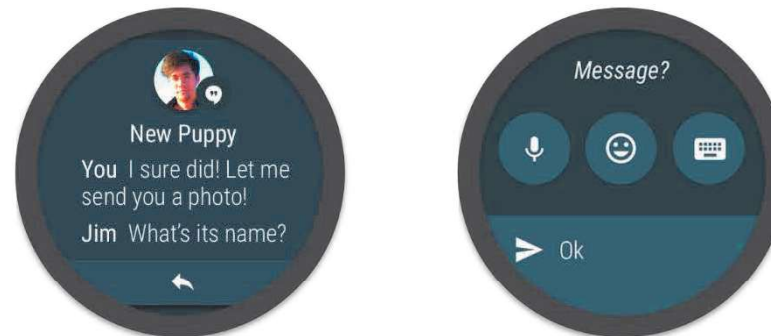 New Puppy
You I sure did! Let me
send you a photo!
Jim What's its name?
Message?
Ok